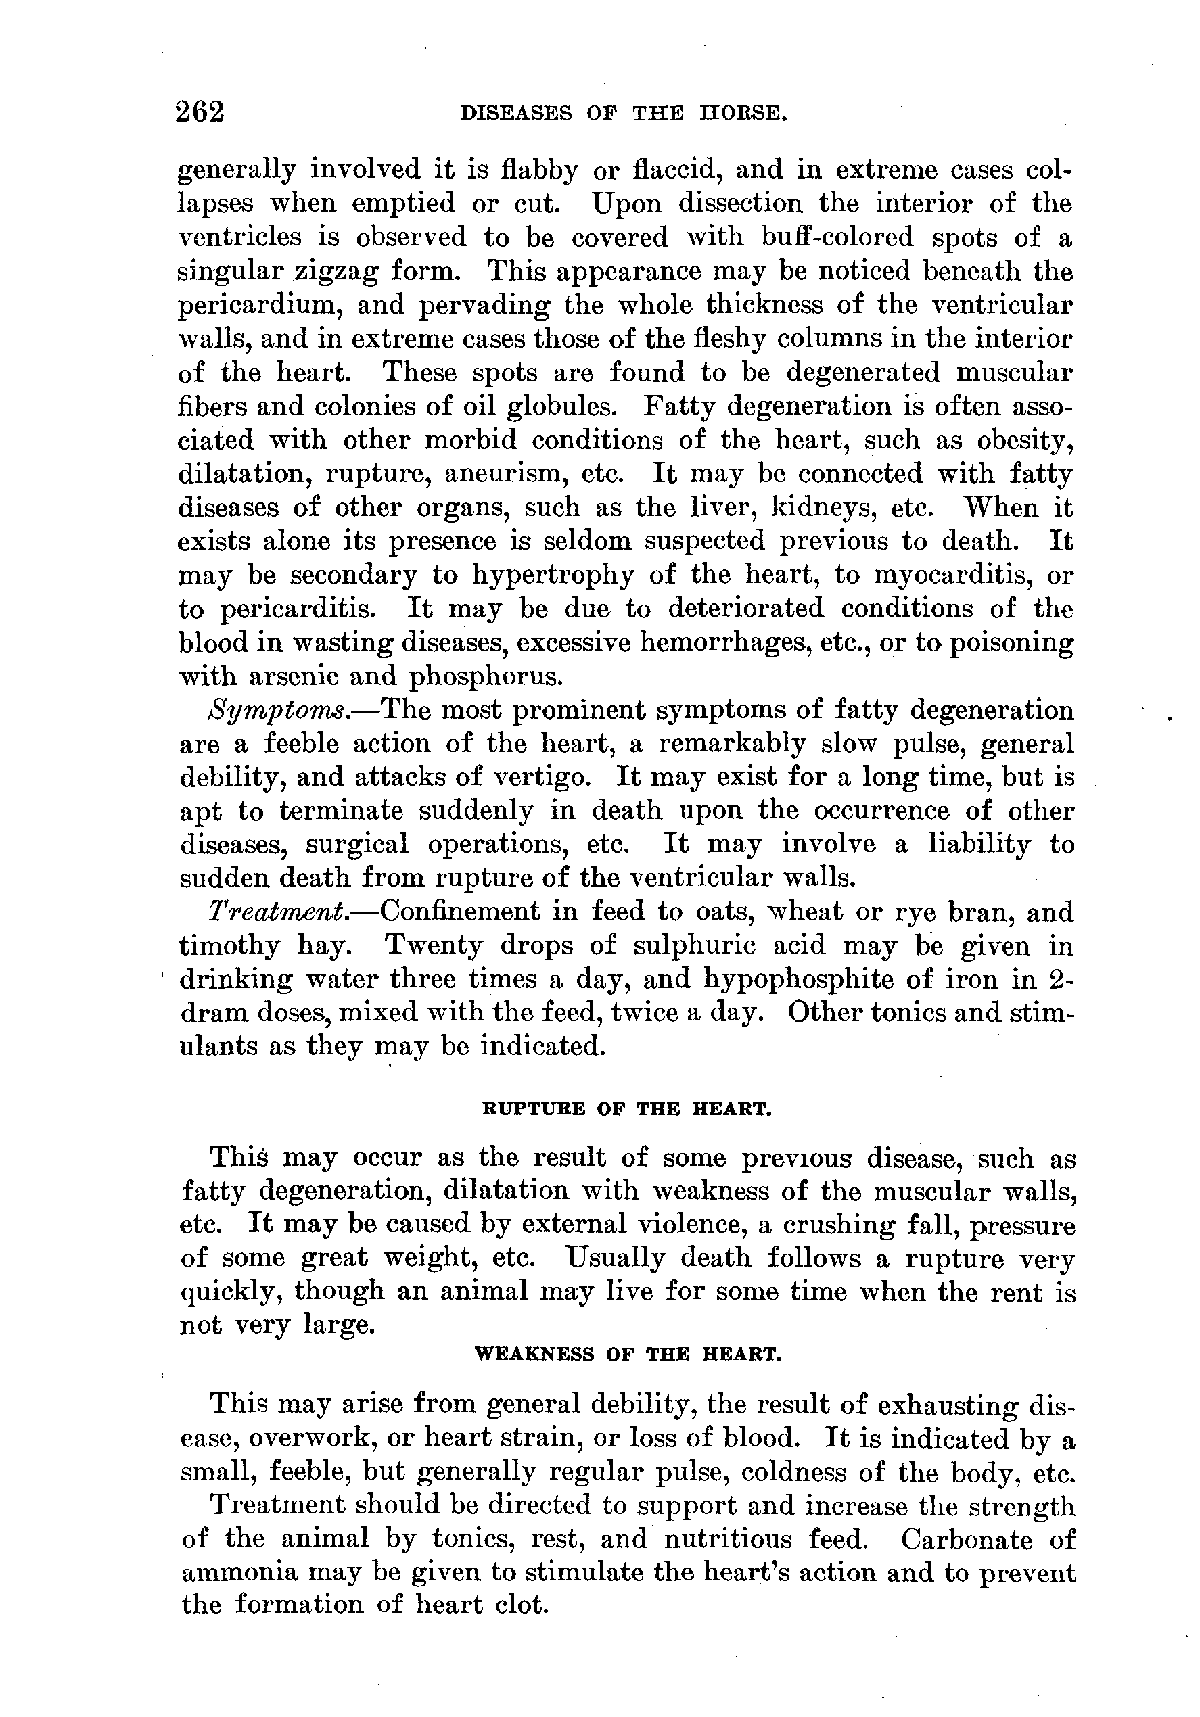 262 DISEASES OF THE HORSE.
generally involved it is flabby or flaccid, and in extreme cases col-
lapses when emptied or cut. Upon dissection the interior of the
ventricles is observed to be covered with buff-colored spots of a
singular zigzag form. This appearance may be noticed beneath the
pericardium, and pervading the whole thickness of the ventricular
walls, and in extreme cases those of the fleshy columns in the interior
of the heart. These spots are found to be degenerated muscular
fibers and colonies of oil globules. Fatty degeneration is often asso-
ciated with other morbid conditions of the heart, such as obesity,
dilatation, rupture, aneurism, etc. It may be connected with fatty
diseases of other organs, such as the liver, kidneys, etc. When it
exists alone its presence is seldom suspected previous to death. It
may be secondary to hypertrophy of the heart, to myocarditis, or
to pericarditis. It may be due to deteriorated conditions of the
blood in wasting diseases, excessive hemorrhages, etc., or to poisoning
with arsenic and phosphorus.
Symptoms.—The most prominent symptoms of fatty degeneration
are a feeble action of the heart, a remarkably slow pulse, general
debility, and attacks of vertigo. It may exist for a long time, but is
apt to terminate suddenly in death upon the occurrence of other
diseases, surgical operations, etc. It may involve a liability to
sudden death from rupture of the ventricular walls.
Treatment.—Confinement in feed to oats, wheat or rye bran, and
timothy hay. Twenty drops of sulphuric acid may be given in
drinking water three times a day, and hypophosphite of iron in 2-
dram doses, mixed with the feed, twice a day. Other tonics and stim-
ulants as they may be indicated.
RUPTURE OF THE HEART.
This may occur as the result of some previous disease, such as
fatty degeneration, dilatation with weakness of the muscular walls,
etc. It may be caused by external violence, a crushing fall, pressure
of some great weight, etc. Usually death follows a rupture very
quickly, though an animal may live for some time when the rent is
not very large.
WEAKNESS OF THE HEART.
This may arise from general debility, the result of exhausting dis-
ease, overwork, or heart strain, or loss of blood. It is indicated by a
small, feeble, but generally regular pulse, coldness of the body, etc.
Treatment should be directed to support and increase the strength
of the animal by tonics, rest, and nutritious feed. Carbonate of
ammonia may be given to stimulate the heart's action and to prevent
the formation of heart clot.